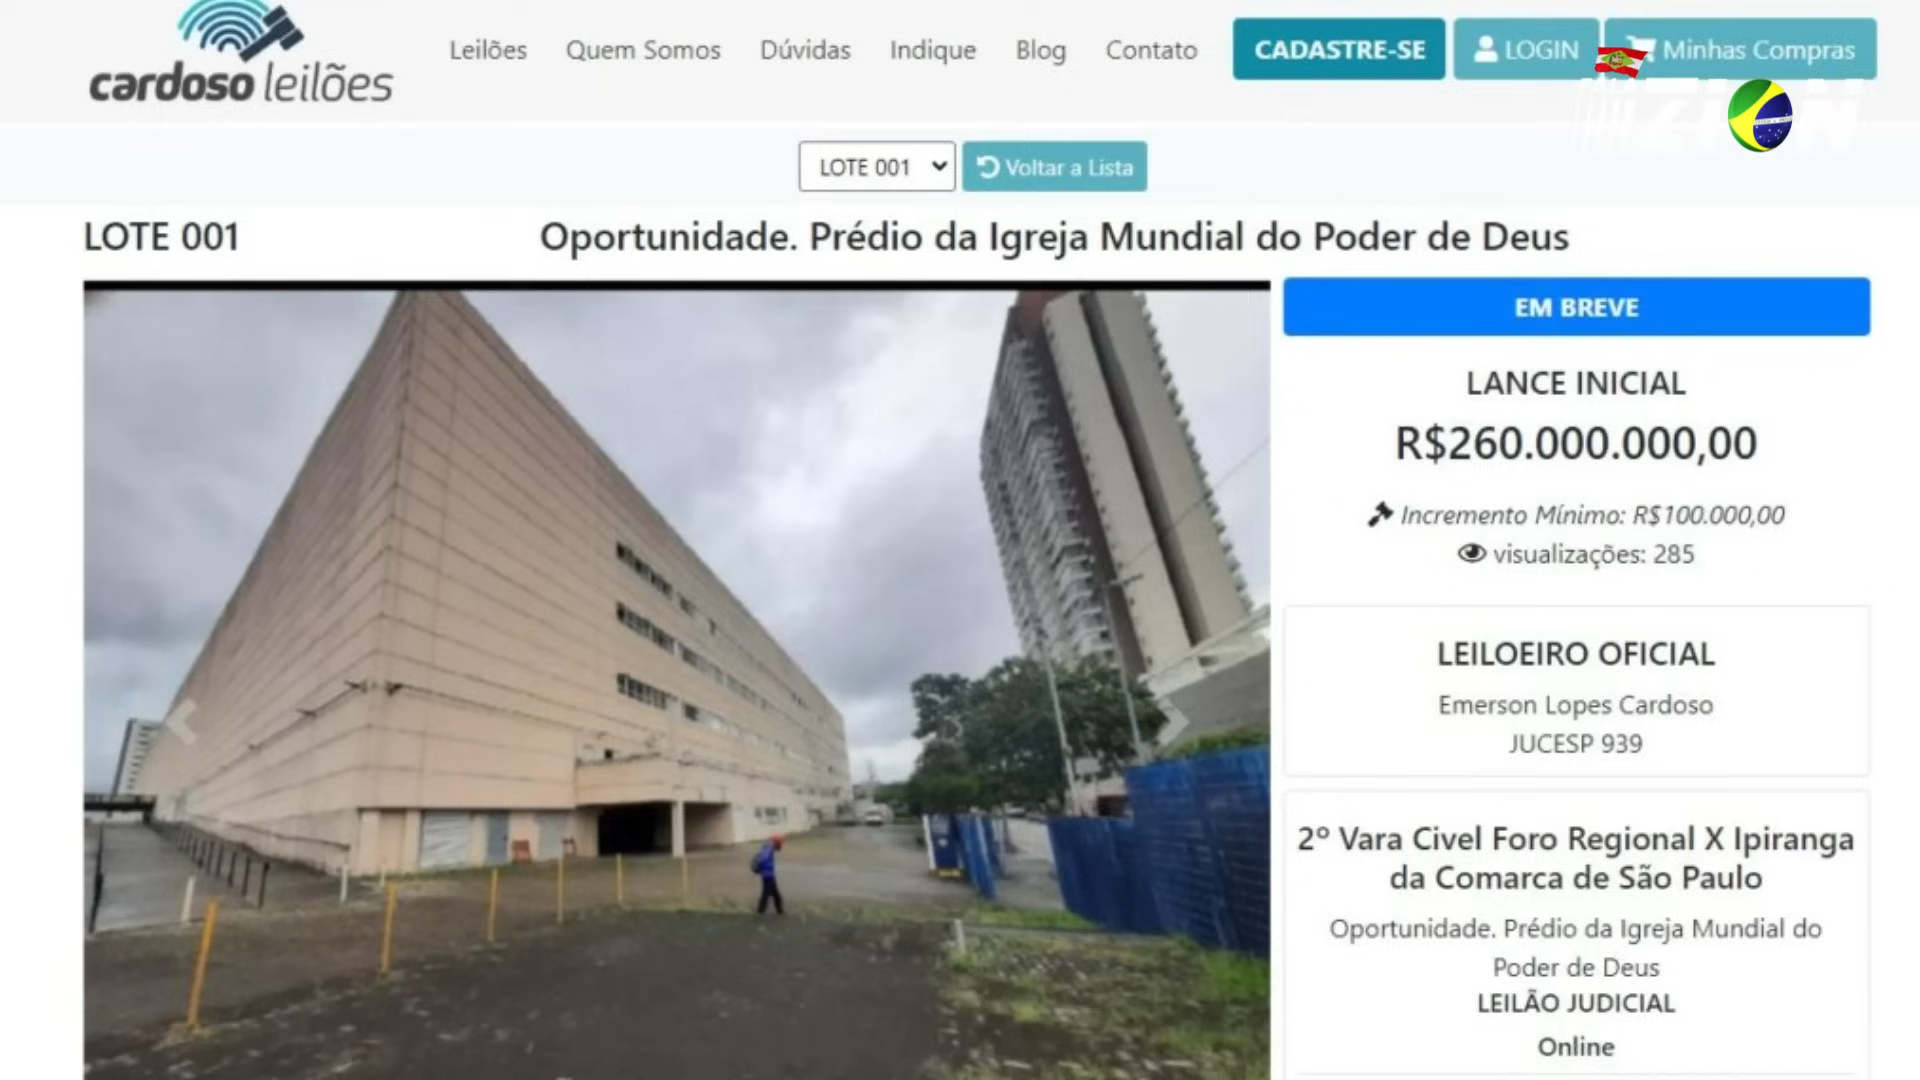 cardoso leilões
Leilões
Quem Somos
Dúvidas
Indique
Blog
Contato
CADASTRE-SE
LOGIN
Minhas Compras
LOTE 001
Voltar a Lista
LOTE 001
Oportunidade. Prédio da Igreja Mundial do Poder de Deus
EM BREVE
LANCE INICIAL
R$260.000.000,00
Incremento Mínimo: R$100.000,00
visualizações: 285
LEILOEIRO OFICIAL
Emerson Lopes Cardoso
JUCESP 939
2º Vara Civel Foro Regional X Ipiranga
da Comarca de São Paulo
Oportunidade. Prédio da Igreja Mundial do
Poder de Deus
LEILÃO JUDICIAL
Online